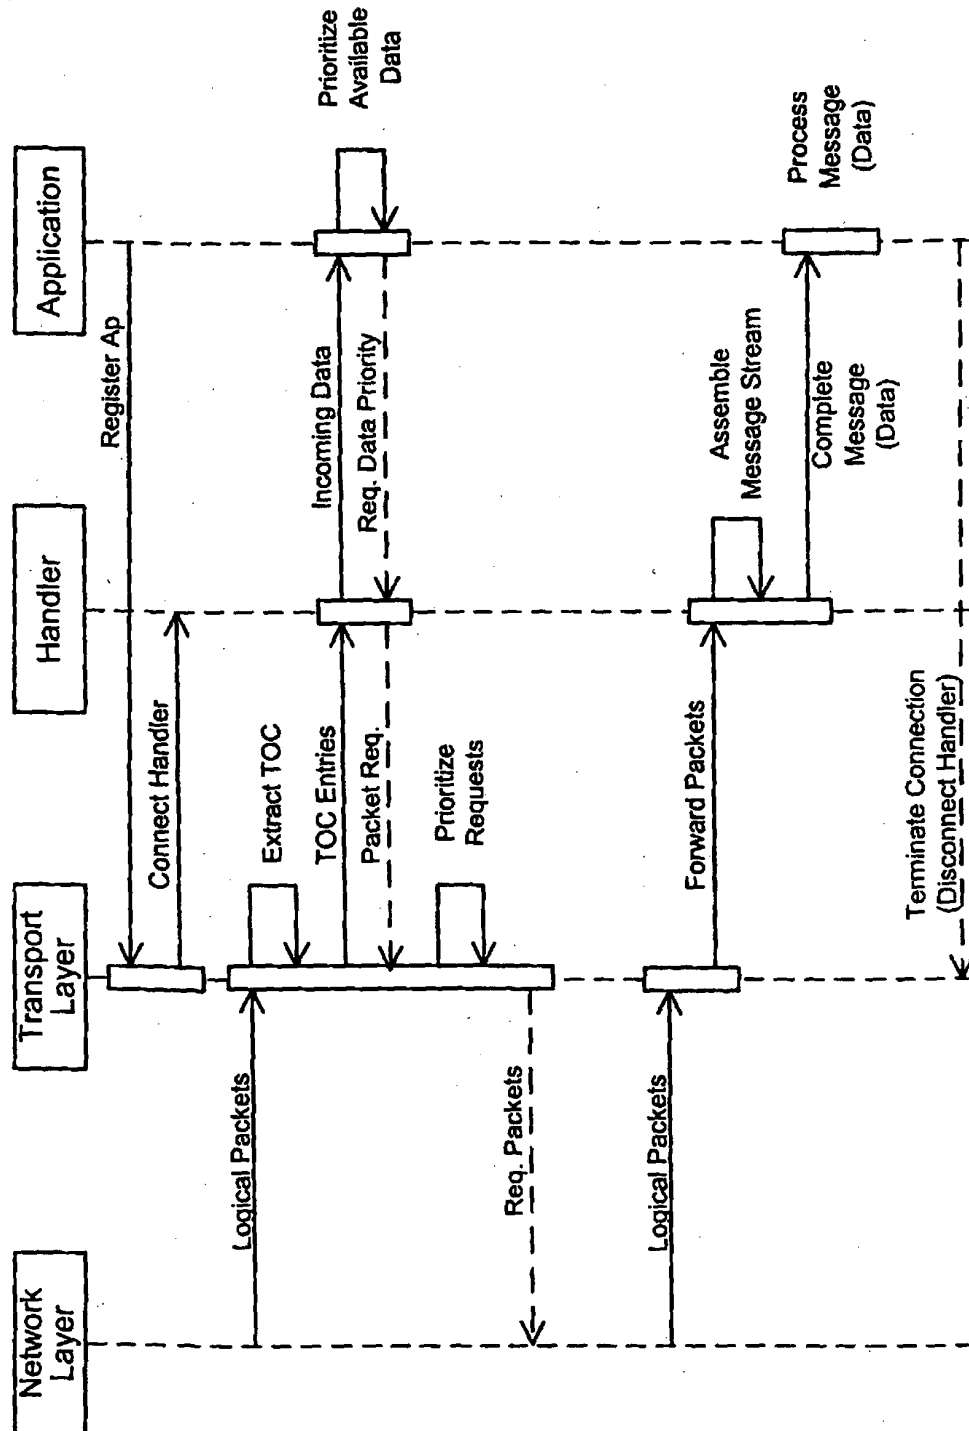 Network
Layer
Transport
Layer
Handler
Application
Register Ap
Connect Handler
Logical Packets
Extract TOC
TOC Entries
Incoming Data
Prioritize
Available
Data
Req. Data Priority
Packet Req.
Prioritize
Requests
Req. Packets
Logical Packets
Forward Packets
Assemble
Message Stream
Complete
Message
(Data)
Process
Message
(Data)
Terminate Connection
(Disconnect Handler)